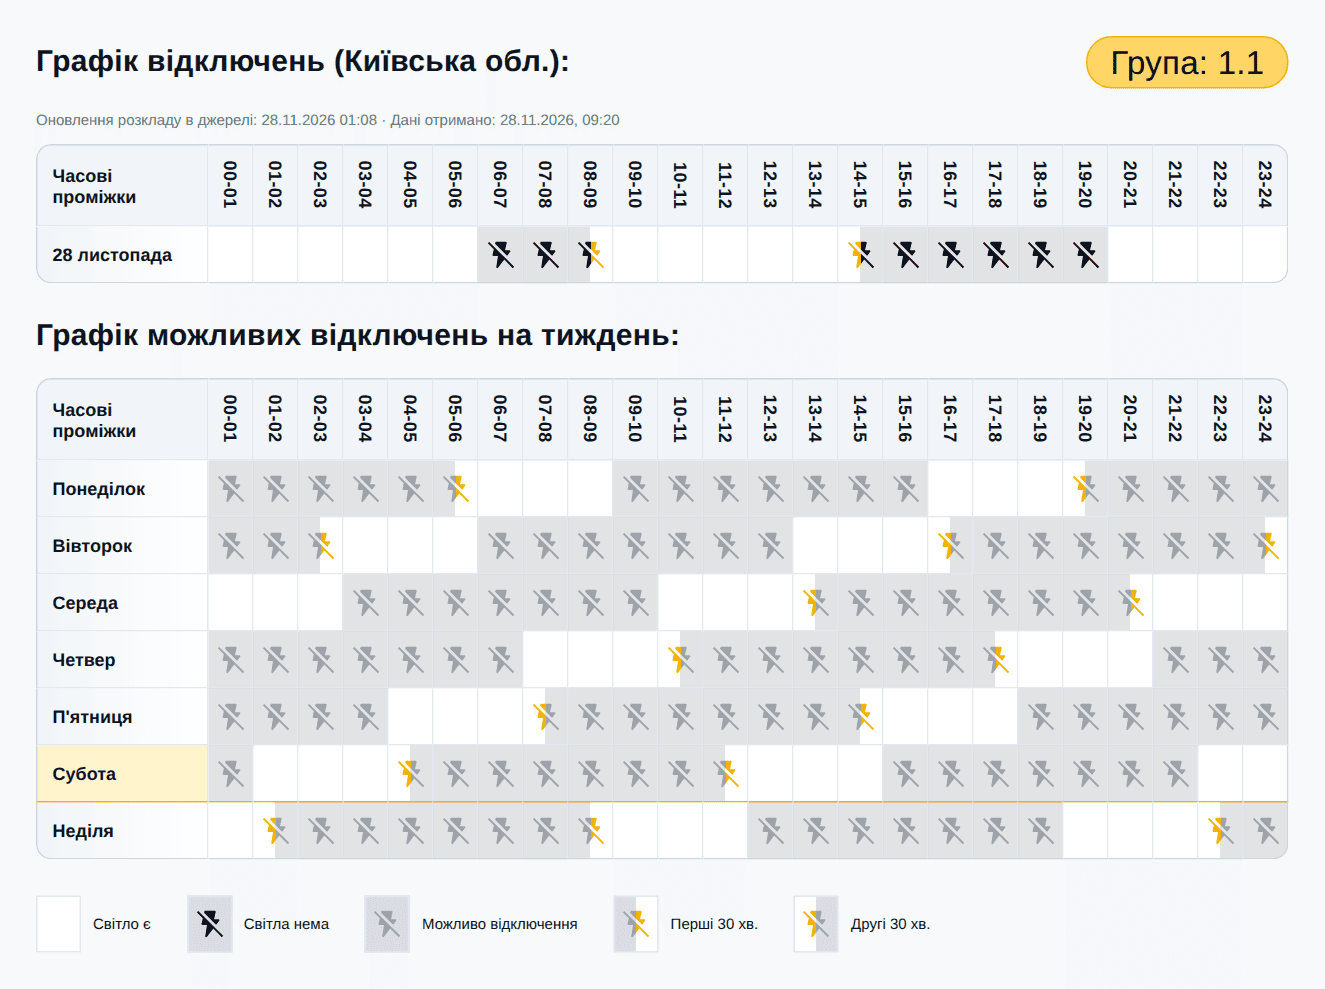 Графік відключень (Київська обл.):
Група: 1.1
Оновлення розкладу в джерелі: 28.11.2026 01:08 · Дані отримано: 28.11.2026, 09:20
Часові
проміжки
00-01 01-02 02-03 03-04 04-05 05-06 06-07 07-08 08-09 09-10 10-11 11-12 12-13 13-14 14-15 15-16 16-17 17-18 18-19 19-20 20-21 21-22 22-23 23-24
28 листопада
Графік можливих відключень на тиждень:
Часові
проміжки
00-01 01-02 02-03 03-04 04-05 05-06 06-07 07-08 08-09 09-10 10-11 11-12 12-13 13-14 14-15 15-16 16-17 17-18 18-19 19-20 20-21 21-22 22-23 23-24
Понеділок
Вівторок
Середа
Четвер
П'ятниця
Субота
Неділя
Світло є
Світла нема
Можливо відключення
Перші 30 хв.
Другі 30 хв.